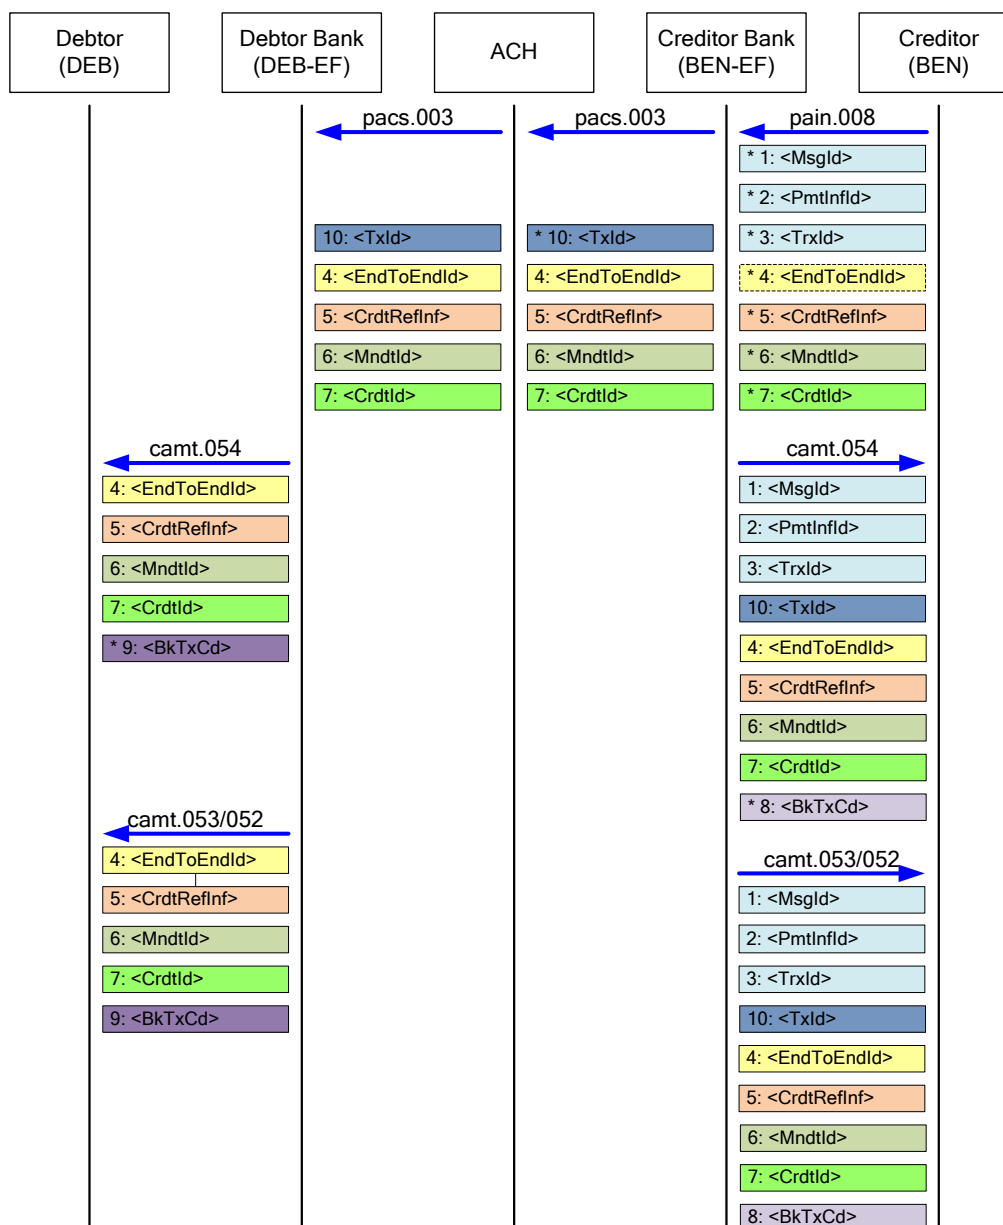 Debtor
(DEB)
Debtor Bank
(DEB-EF)
ACH
Creditor Bank
(BEN-EF)
Creditor
(BEN)
pacs.003
pacs.003
pain.008
* 1: <MsgId>
* 2: <PmtInfId>
10: <TxId>
* 10: <TxId>
* 3: <TrxId>
4: <EndToEndId>
4: <EndToEndId>
* 4: <EndToEndId>
5: <CrdtRefInf>
5: <CrdtRefInf>
* 5: <CrdtRefInf>
6: <MndtId>
6: <MndtId>
* 6: <MndtId>
7: <CrdtId>
7: <CrdtId>
* 7: <CrdtId>
camt.054
camt.054
4: <EndToEndId>
1: <MsgId>
5: <CrdtRefInf>
2: <PmtInfId>
6: <MndtId>
3: <TrxId>
7: <CrdtId>
10: <TxId>
* 9: <BkTxCd>
4: <EndToEndId>
5: <CrdtRefInf>
6: <MndtId>
7: <CrdtId>
* 8: <BkTxCd>
camt.053/052
4: <EndToEndId>
camt.053/052
5: <CrdtRefInf>
1: <MsgId>
6: <MndtId>
2: <PmtInfId>
7: <CrdtId>
3: <TrxId>
9: <BkTxCd>
10: <TxId>
4: <EndToEndId>
5: <CrdtRefInf>
6: <MndtId>
7: <CrdtId>
8: <BkTxCd>